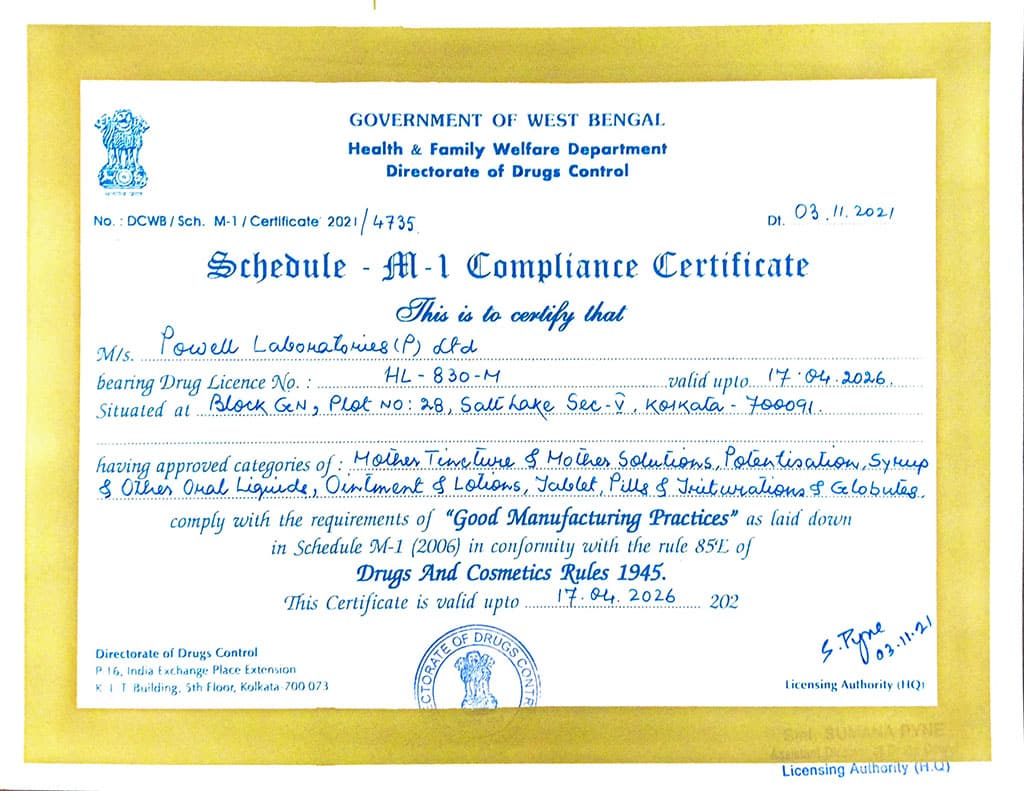 GOVERNMENT OF WEST BENGAL
Health & Family Welfare Department
Directorate of Drugs Control
No. : DCWB / Sch. M-1 / Certificate 2021/4735
Dt. 03.11.2021
Schedule - M-1 Compliance Certificate
This is to certify that
M/s. Powell Laboratories (P) Ltd
bearing Drug Licence No. : HL-830-M valid upto 17.04.2026.
Situated at Block GN, Plot No: 28, Salt Lake Sec-V, Kolkata-700091.
having approved categories of : Mother Tincture & Mother Solutions, Potentisation, Syrup
& Other Oral Liquids, Ointment & Lotions, Tablet, Pills & Triturations & Globules.
comply with the requirements of "Good Manufacturing Practices" as laid down
in Schedule M-1 (2006) in conformity with the rule 85E of
Drugs And Cosmetics Rules 1945.
This Certificate is valid upto 17.04.2026 202
S. Pyne
03.11.21
Directorate of Drugs Control
P 16, India Exchange Place Extension
K I T Building, 5th Floor, Kolkata-700 073
Licensing Authority (HQ)
CTORATE OF DRUGS CONTR
Smt. SUMANA PYNE
Licensing Authority (H.Q)